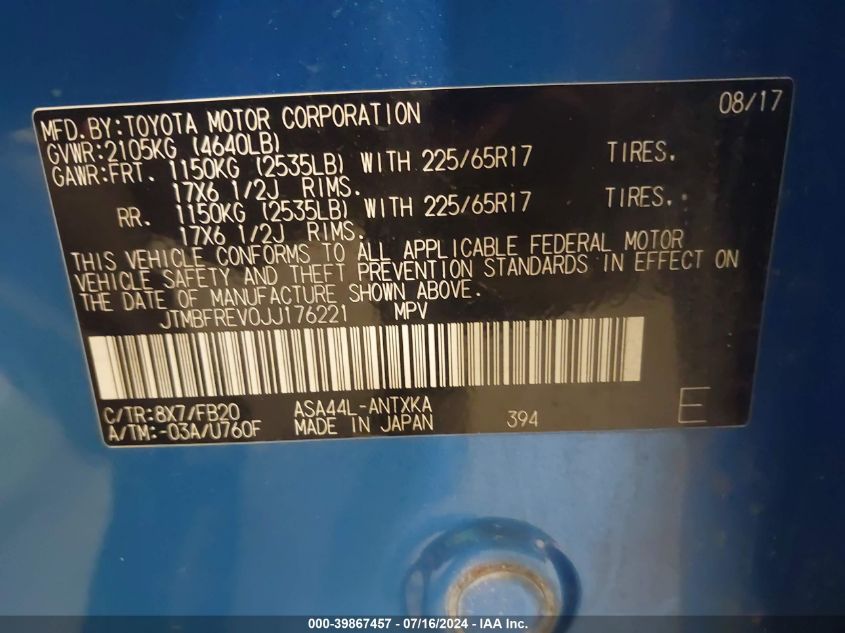 MFD.BY:TOYOTA MOTOR CORPORATION 08/17
GVWR:2105KG (4640LB)
GAWR:FRT. 1150KG (2535LB) WITH 225/65R17 TIRES.
17X6 1/2J RIMS.
RR. 1150KG (2535LB) WITH 225/65R17 TIRES.
17X6 1/2J RIMS.
THIS VEHICLE CONFORMS TO ALL APPLICABLE FEDERAL MOTOR
VEHICLE SAFETY AND THEFT PREVENTION STANDARDS IN EFFECT ON
THE DATE OF MANUFACTURE SHOWN ABOVE.
JTMBFREV0JJ176221 MPV
C/TR:8X7/FB20 ASA44L-ANTXKA
A/TM:-03A/U760F MADE IN JAPAN 394 E
000-39867457 - 07/16/2024 - IAA Inc.